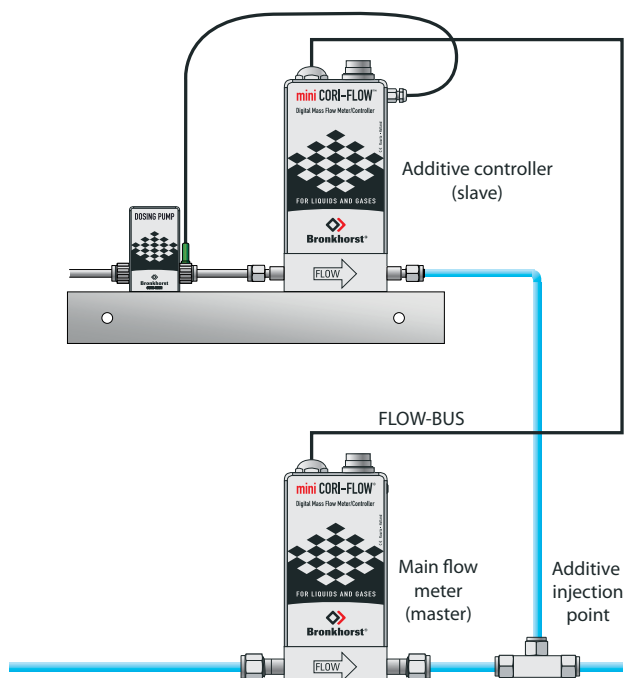 mini CORI-FLOW™
Digital Mass Flow Meter/Controller
FOR LIQUIDS AND GASES
Bronkhorst®
FLOW
Additive controller
(slave)
DOSING PUMP
Bronkhorst
FLOW-BUS
mini CORI-FLOW®
Digital Mass Flow Meter/Controller
FOR LIQUIDS AND GASES
Bronkhorst®
FLOW
Main flow
meter
(master)
Additive
injection
point